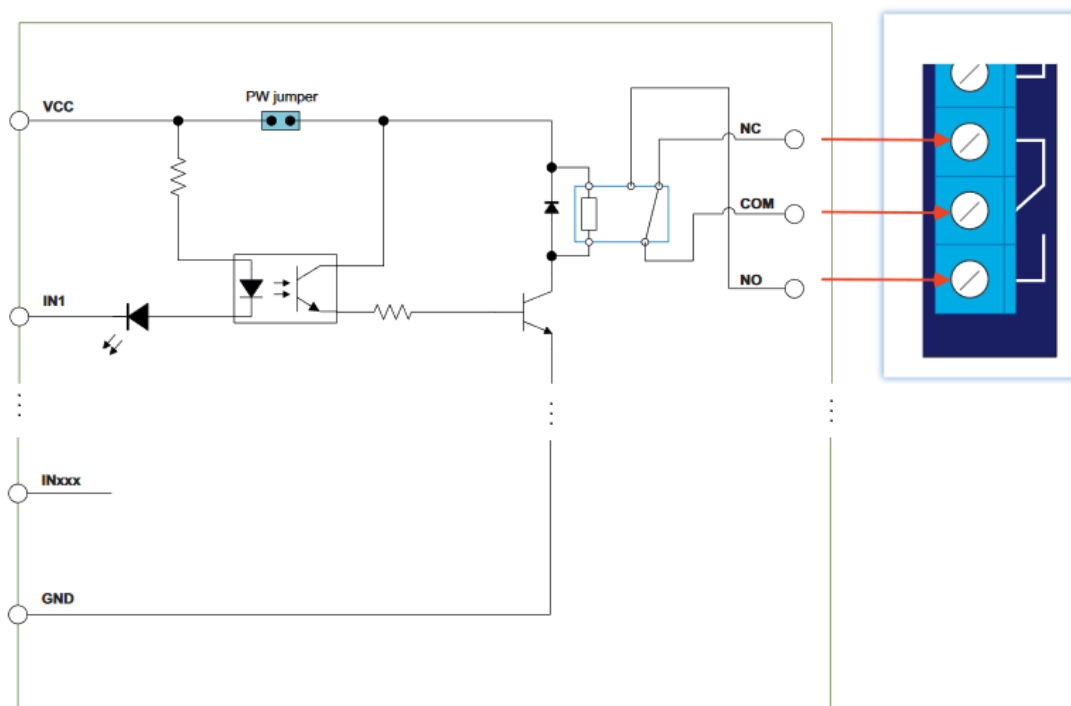 PW jumper
VCC
NC
COM
IN1
NO
INxxx
GND